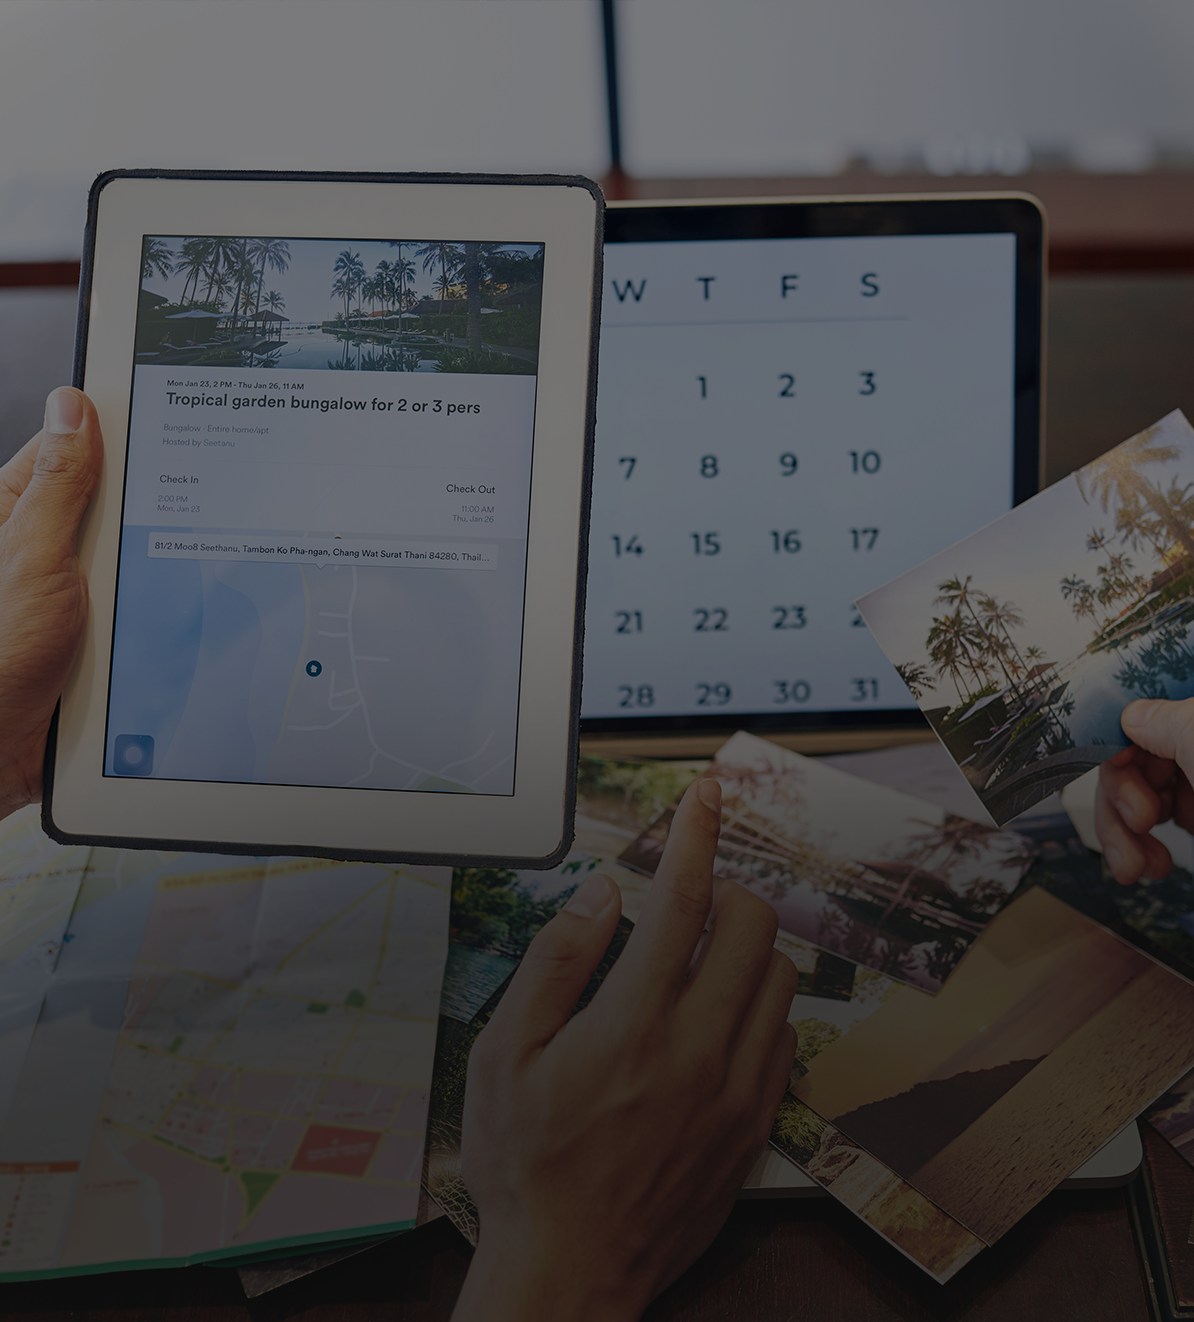 Mon Jan 23, 2 PM - Thu Jan 26, 11 AM
Tropical garden bungalow for 2 or 3 pers
Bungalow · Entire home/apt
Hosted by Seetanu
Check In
Check Out
2:00 PM
Mon, Jan 23
11:00 AM
Thu, Jan 26
81/2 Moo8 Seethanu, Tambon Ko Pha-ngan, Chang Wat Surat Thani 84280, Thail...
W T F S
1 2 3
7 8 9 10
14 15 16 17
21 22 23 2
28 29 30 31